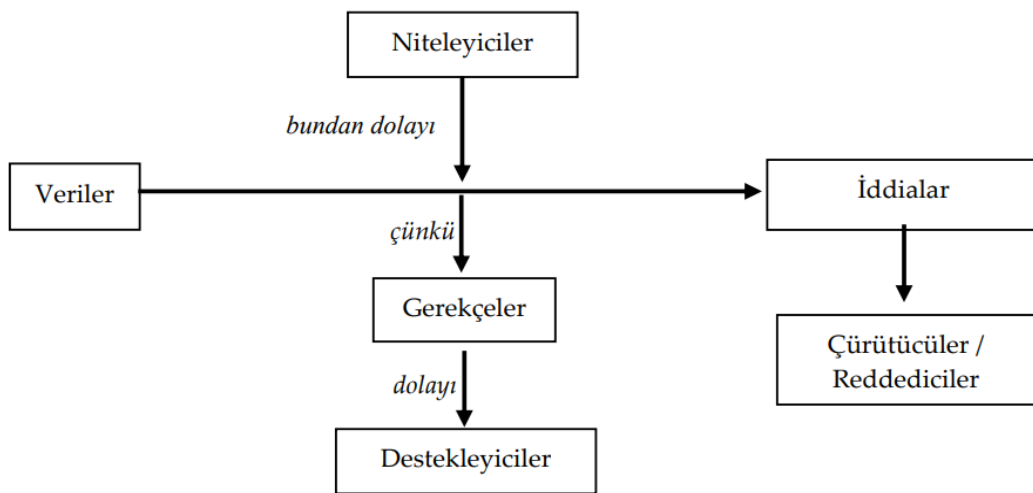 Niteleyiciler
bundan dolayı
Veriler
İddialar
çünkü
Gerekçeler
Çürütücüler /
Reddediciler
dolayı
Destekleyiciler